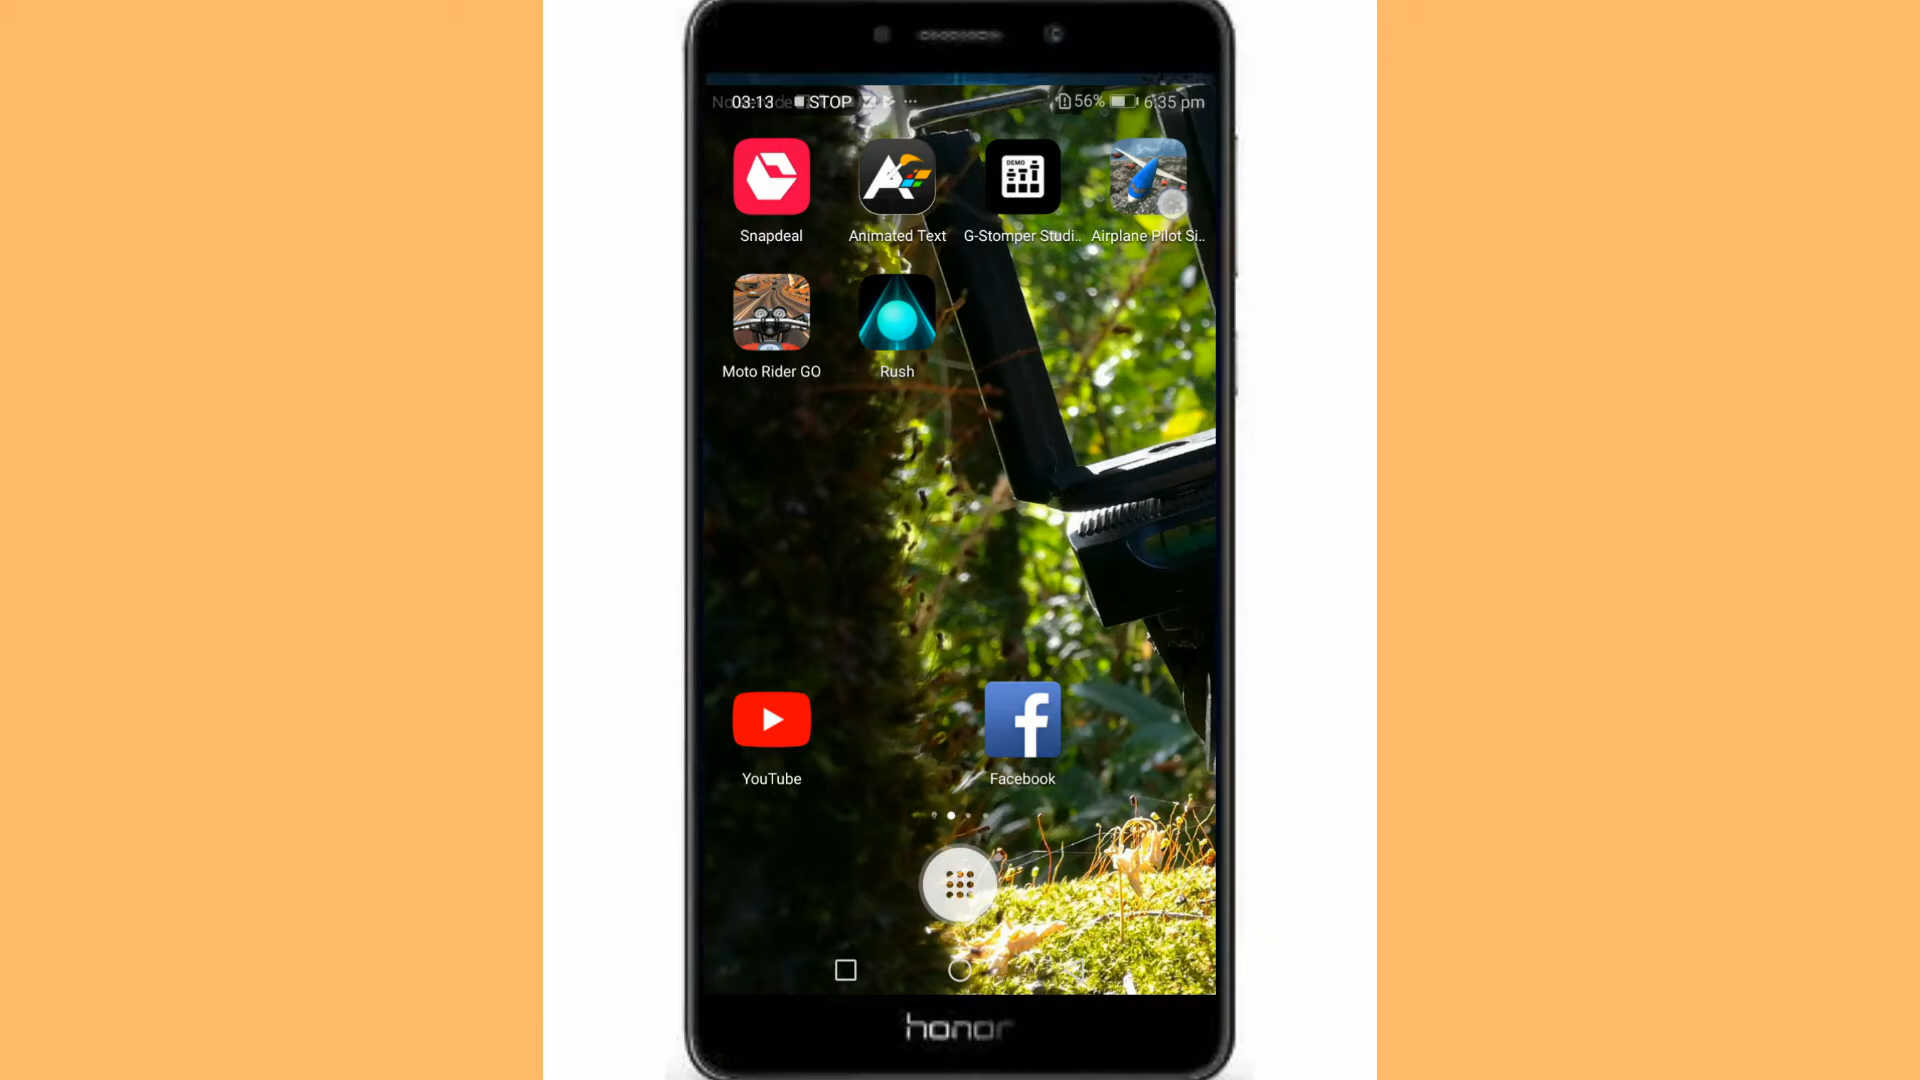 03:13 STOP ... 56% 6:35 pm
DEMO
Snapdeal Animated Text G-Stomper Studi.. Airplane Pilot Si..
Moto Rider GO Rush
YouTube Facebook
honor